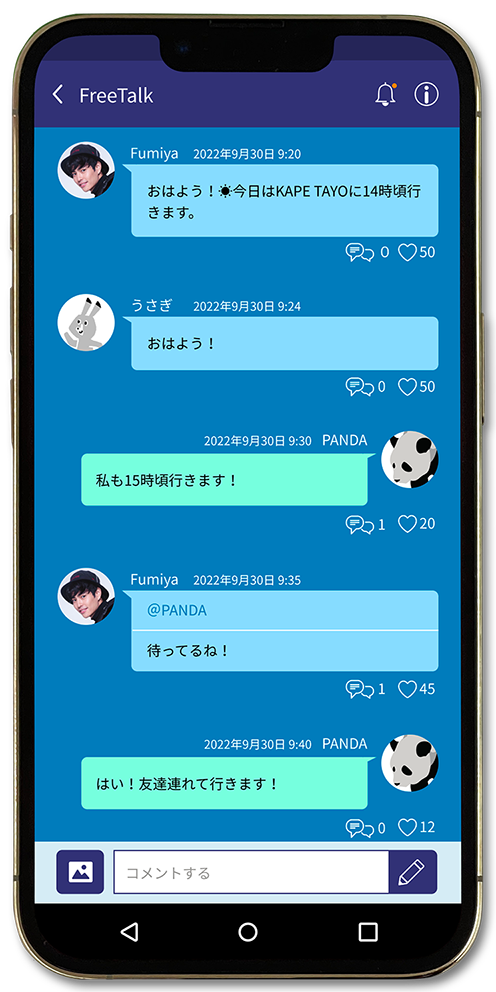 FreeTalk
Fumiya 2022年9月30日 9:20
おはよう！☀今日はKAPE TAYOに14時頃行
きます。
0 50
うさぎ 2022年9月30日 9:24
おはよう！
0 50
2022年9月30日 9:30 PANDA
私も15時頃行きます！
1 20
Fumiya 2022年9月30日 9:35
@PANDA
待ってるね！
1 45
2022年9月30日 9:40 PANDA
はい！友達連れて行きます！
0 12
コメントする